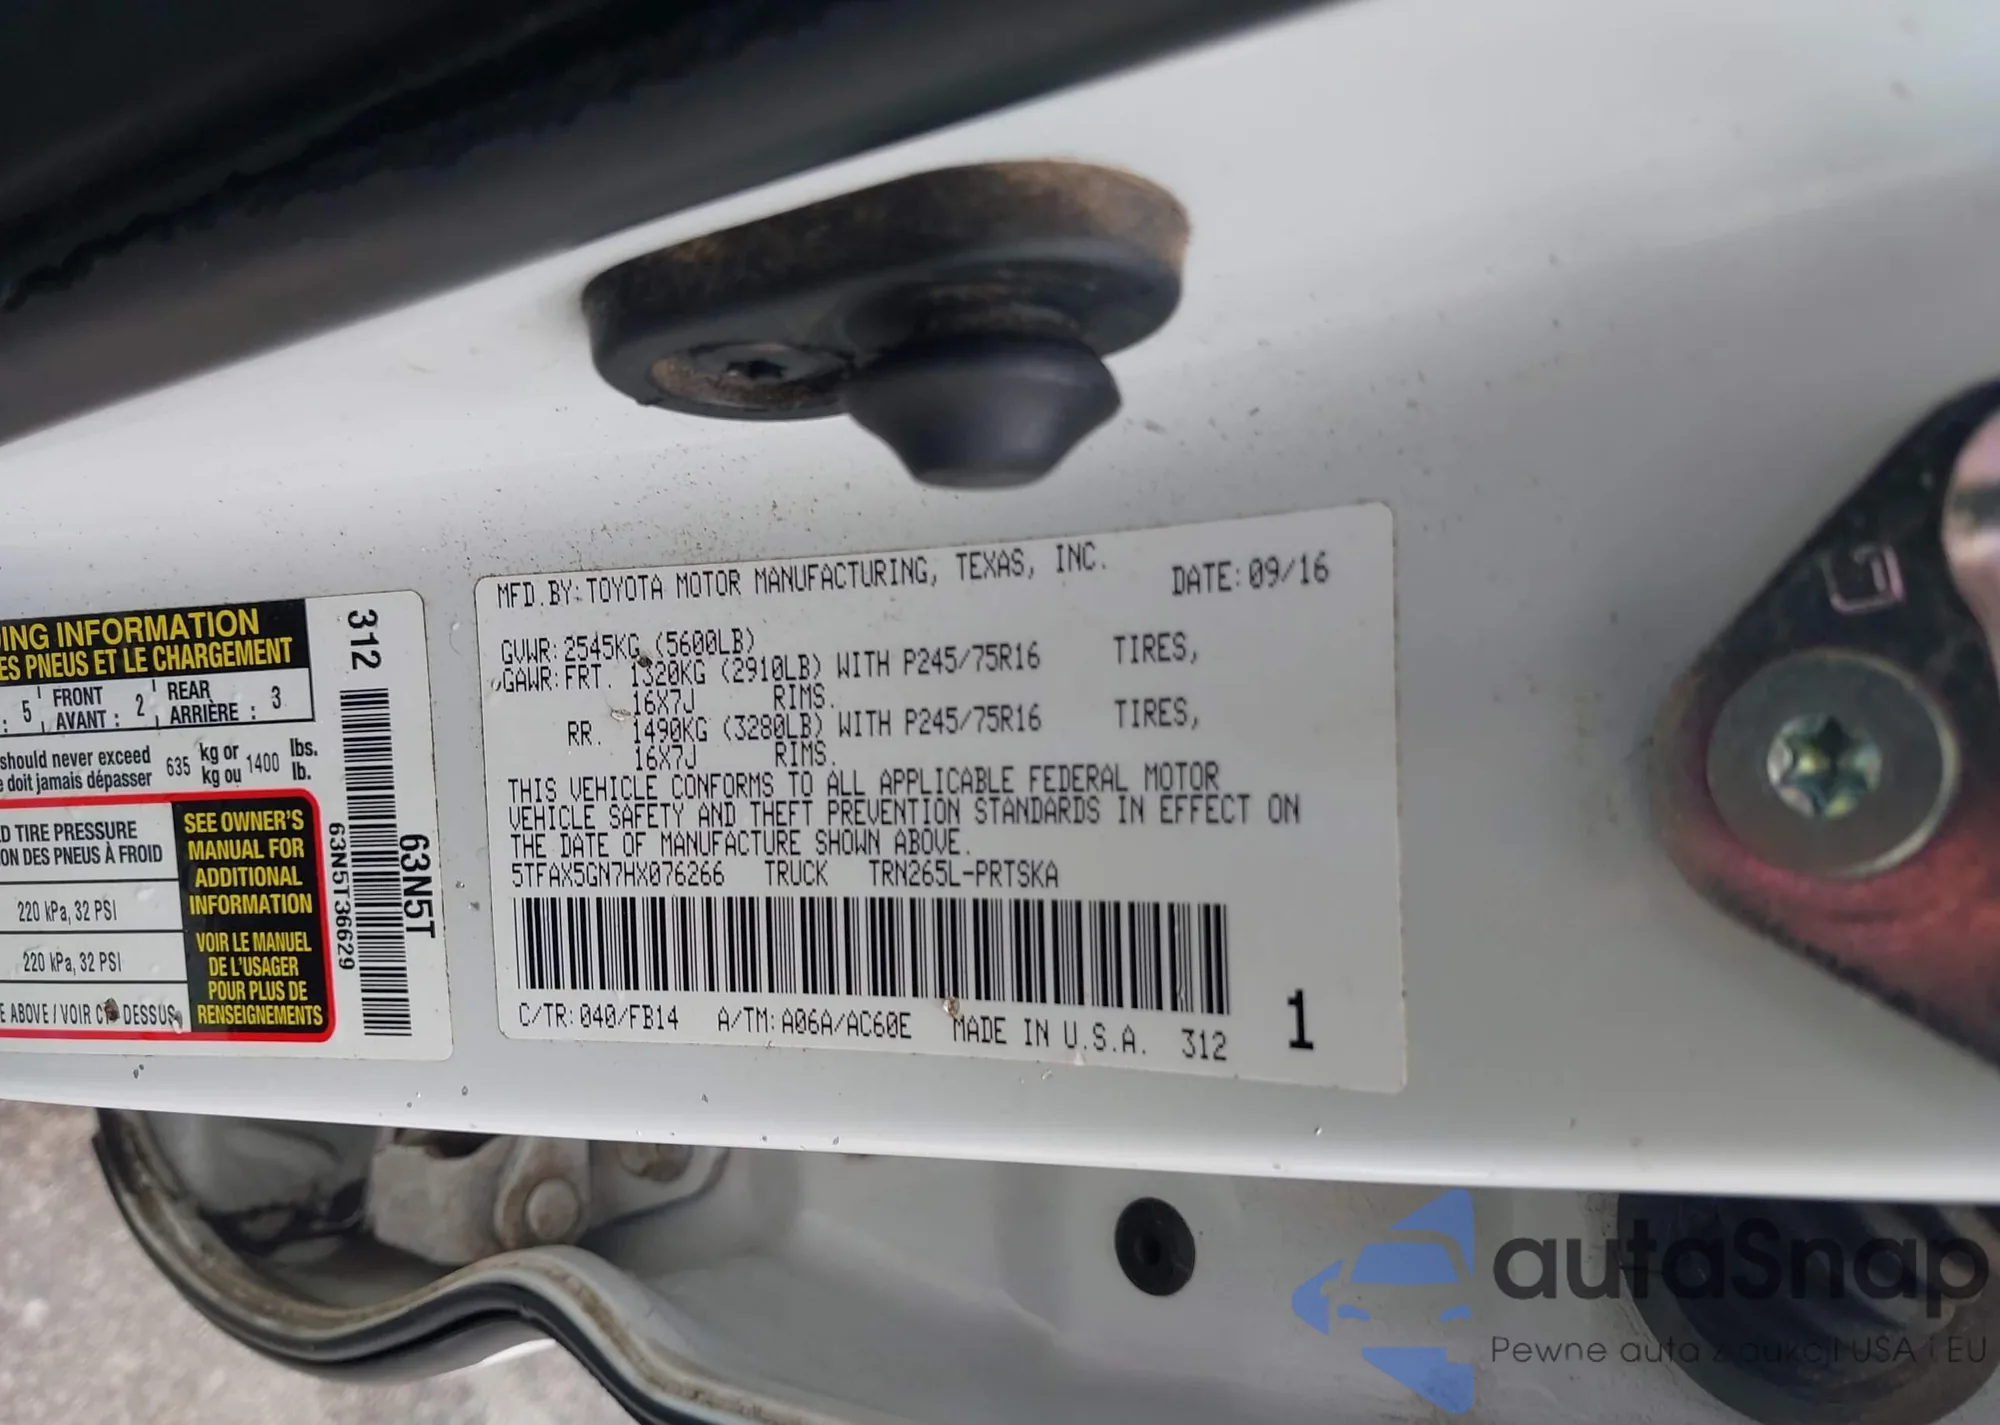 ING INFORMATION
ES PNEUS ET LE CHARGEMENT
: 5 FRONT AVANT : 2 REAR ARRIÈRE : 3
should never exceed 635 kg or 1400 lbs.
doit jamais dépasser kg ou lb.
TIRE PRESSURE
ON DES PNEUS À FROID
220 kPa, 32 PSI
220 kPa, 32 PSI
ABOVE / VOIR DESSUS
SEE OWNER'S
MANUAL FOR
ADDITIONAL
INFORMATION
VOIR LE MANUEL
DE L'USAGER
POUR PLUS DE
RENSEIGNEMENTS
312
63N5T36629
63N5T
MFD. BY: TOYOTA MOTOR MANUFACTURING, TEXAS, INC. DATE: 09/16
GVWR: 2545KG (5600LB)
GAWR: FRT. 1320KG (2910LB) WITH P245/75R16 TIRES,
16X7J RIMS.
RR. 1490KG (3280LB) WITH P245/75R16 TIRES,
16X7J RIMS.
THIS VEHICLE CONFORMS TO ALL APPLICABLE FEDERAL MOTOR
VEHICLE SAFETY AND THEFT PREVENTION STANDARDS IN EFFECT ON
THE DATE OF MANUFACTURE SHOWN ABOVE.
5TFAX5GN7HX076266 TRUCK TRN265L-PRTSKA
C/TR: 040/FB14 A/TM: A06A/AC60E MADE IN U.S.A. 312 1
autaSnap
Pewne auta z aukcji USA i EU